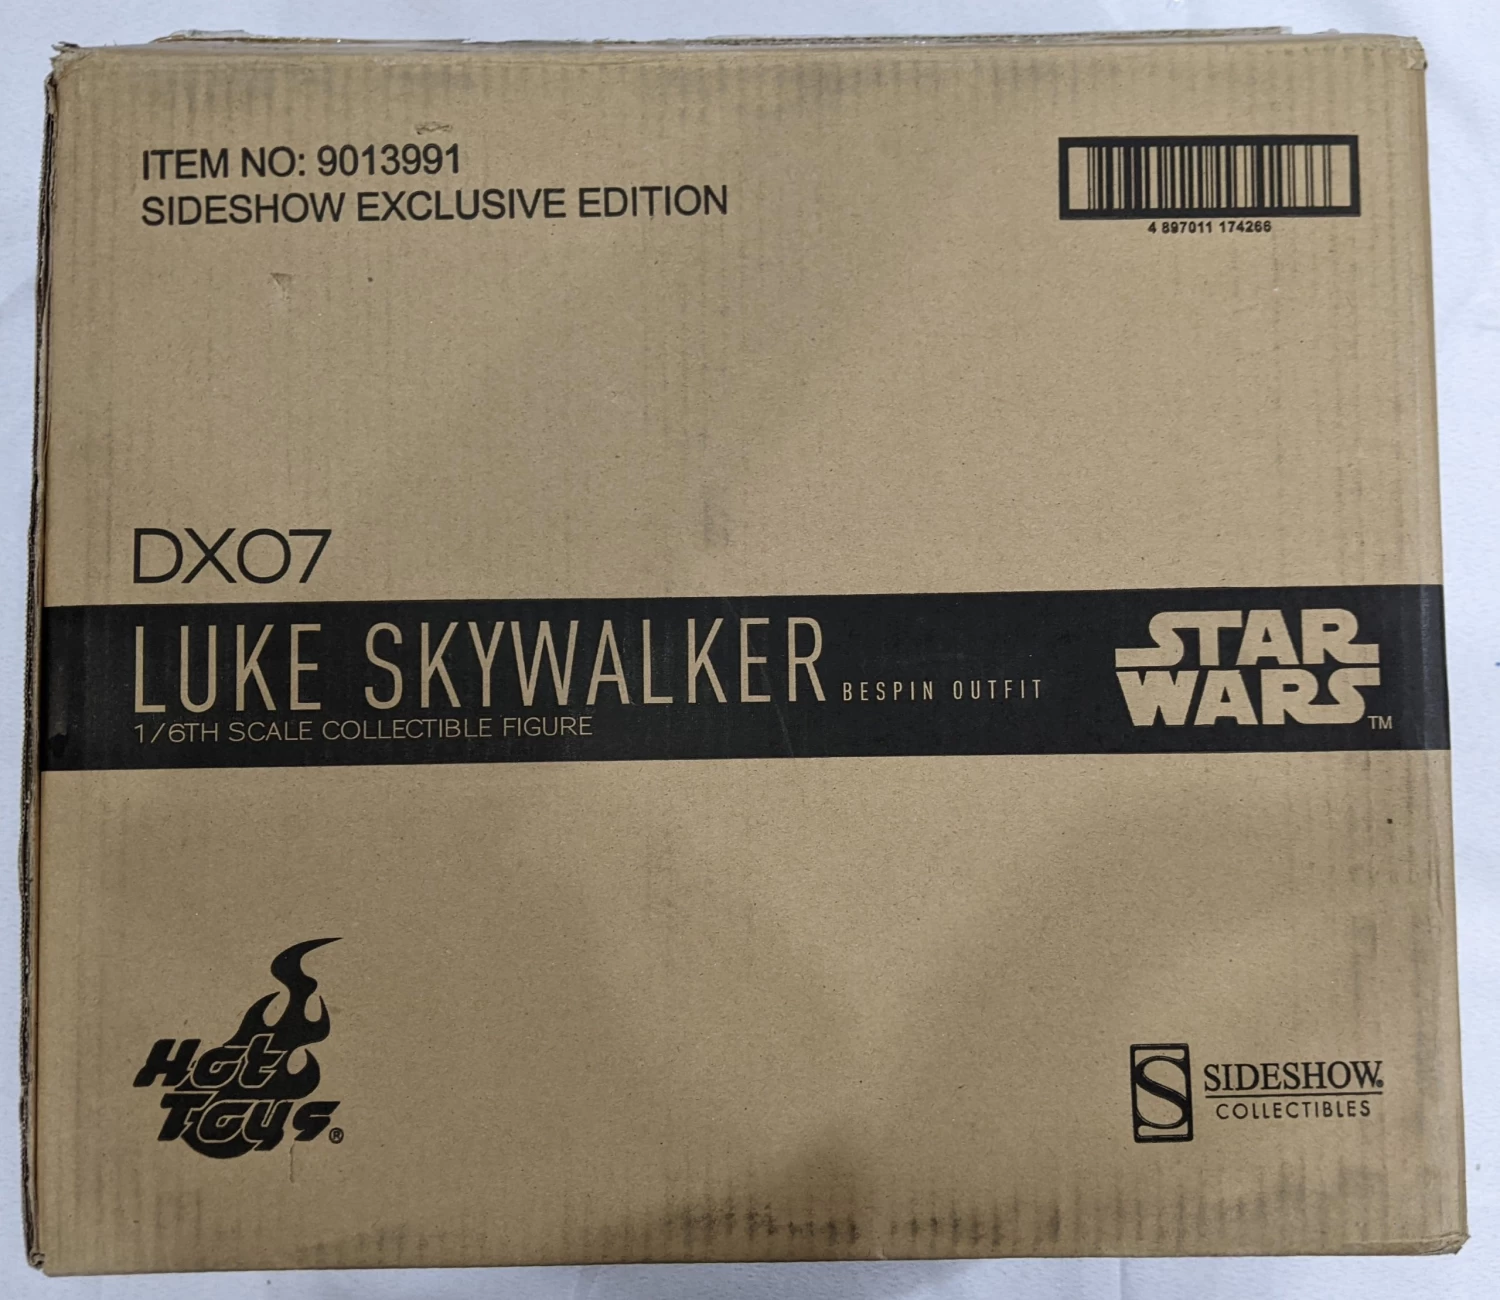 ITEM NO: 9013991
SIDESHOW EXCLUSIVE EDITION
4 897011 174266
DX07
LUKE SKYWALKER BESPIN OUTFIT
1/6TH SCALE COLLECTIBLE FIGURE
STAR
WARS
TM
Hot
Toys®
S
SIDESHOW®
COLLECTIBLES